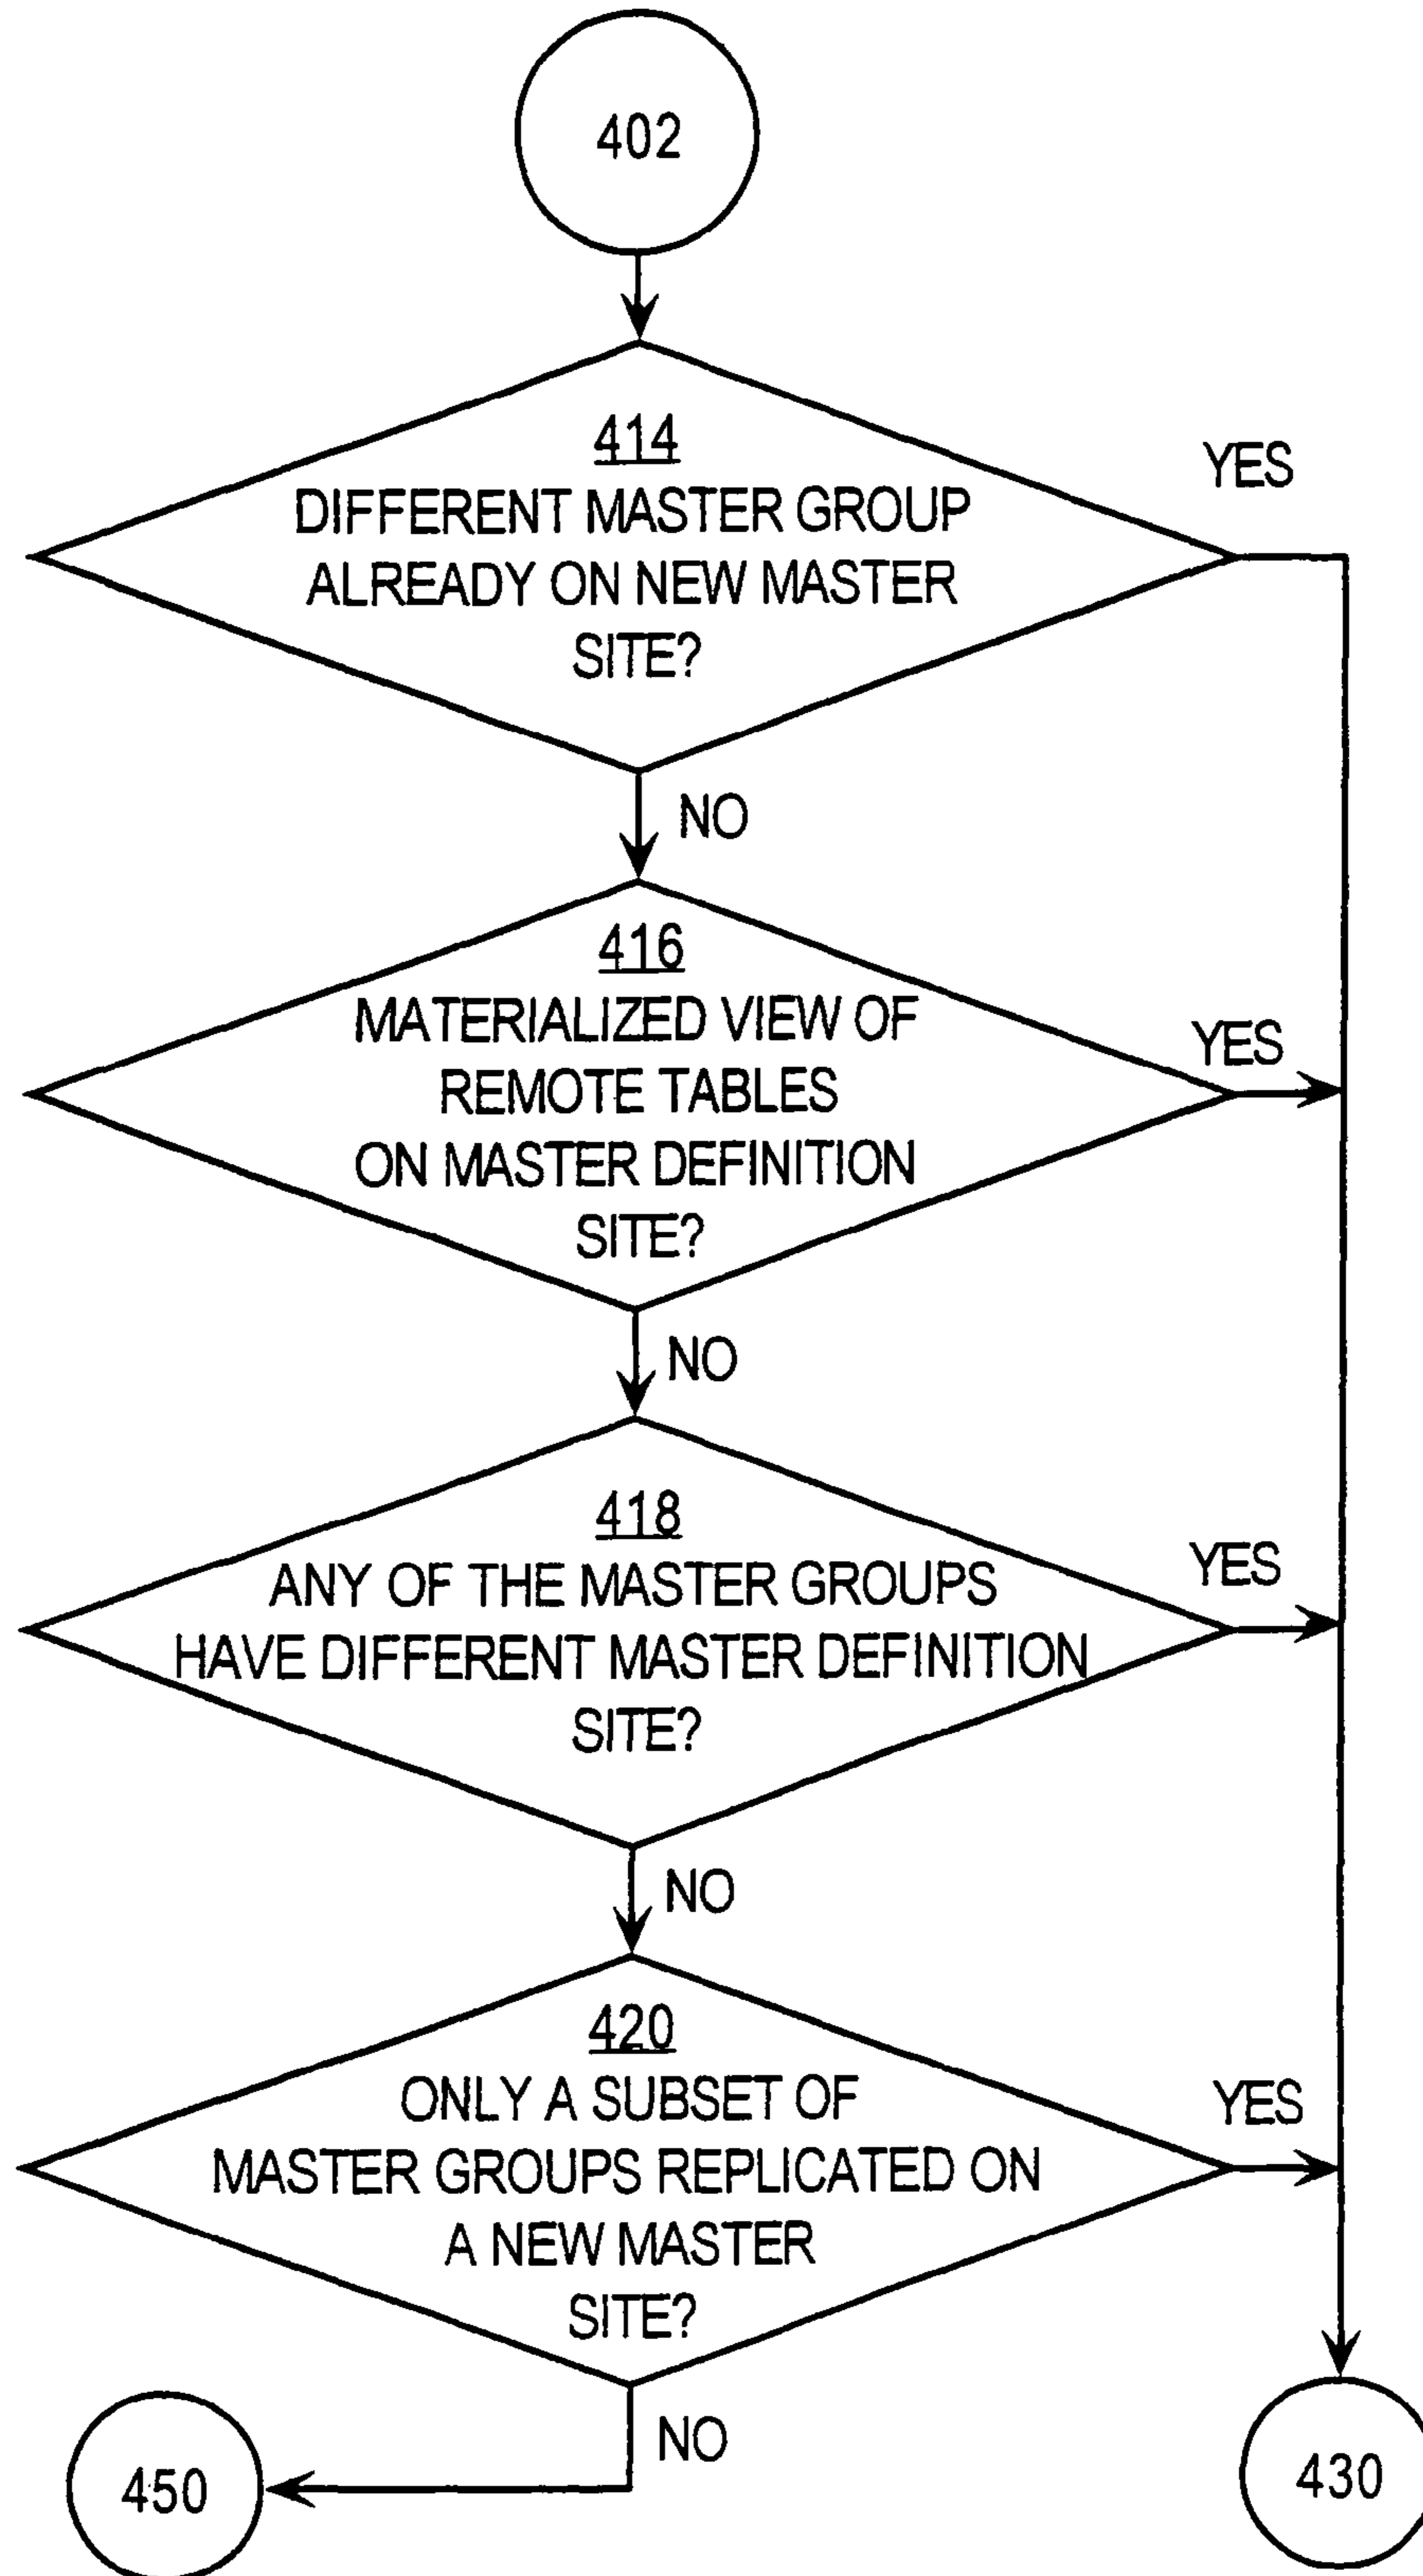 402
414
DIFFERENT MASTER GROUP
ALREADY ON NEW MASTER
SITE?
YES
NO
416
MATERIALIZED VIEW OF
REMOTE TABLES
ON MASTER DEFINITION
SITE?
YES
NO
418
ANY OF THE MASTER GROUPS
HAVE DIFFERENT MASTER DEFINITION
SITE?
YES
NO
420
ONLY A SUBSET OF
MASTER GROUPS REPLICATED ON
A NEW MASTER
SITE?
YES
NO
450
430